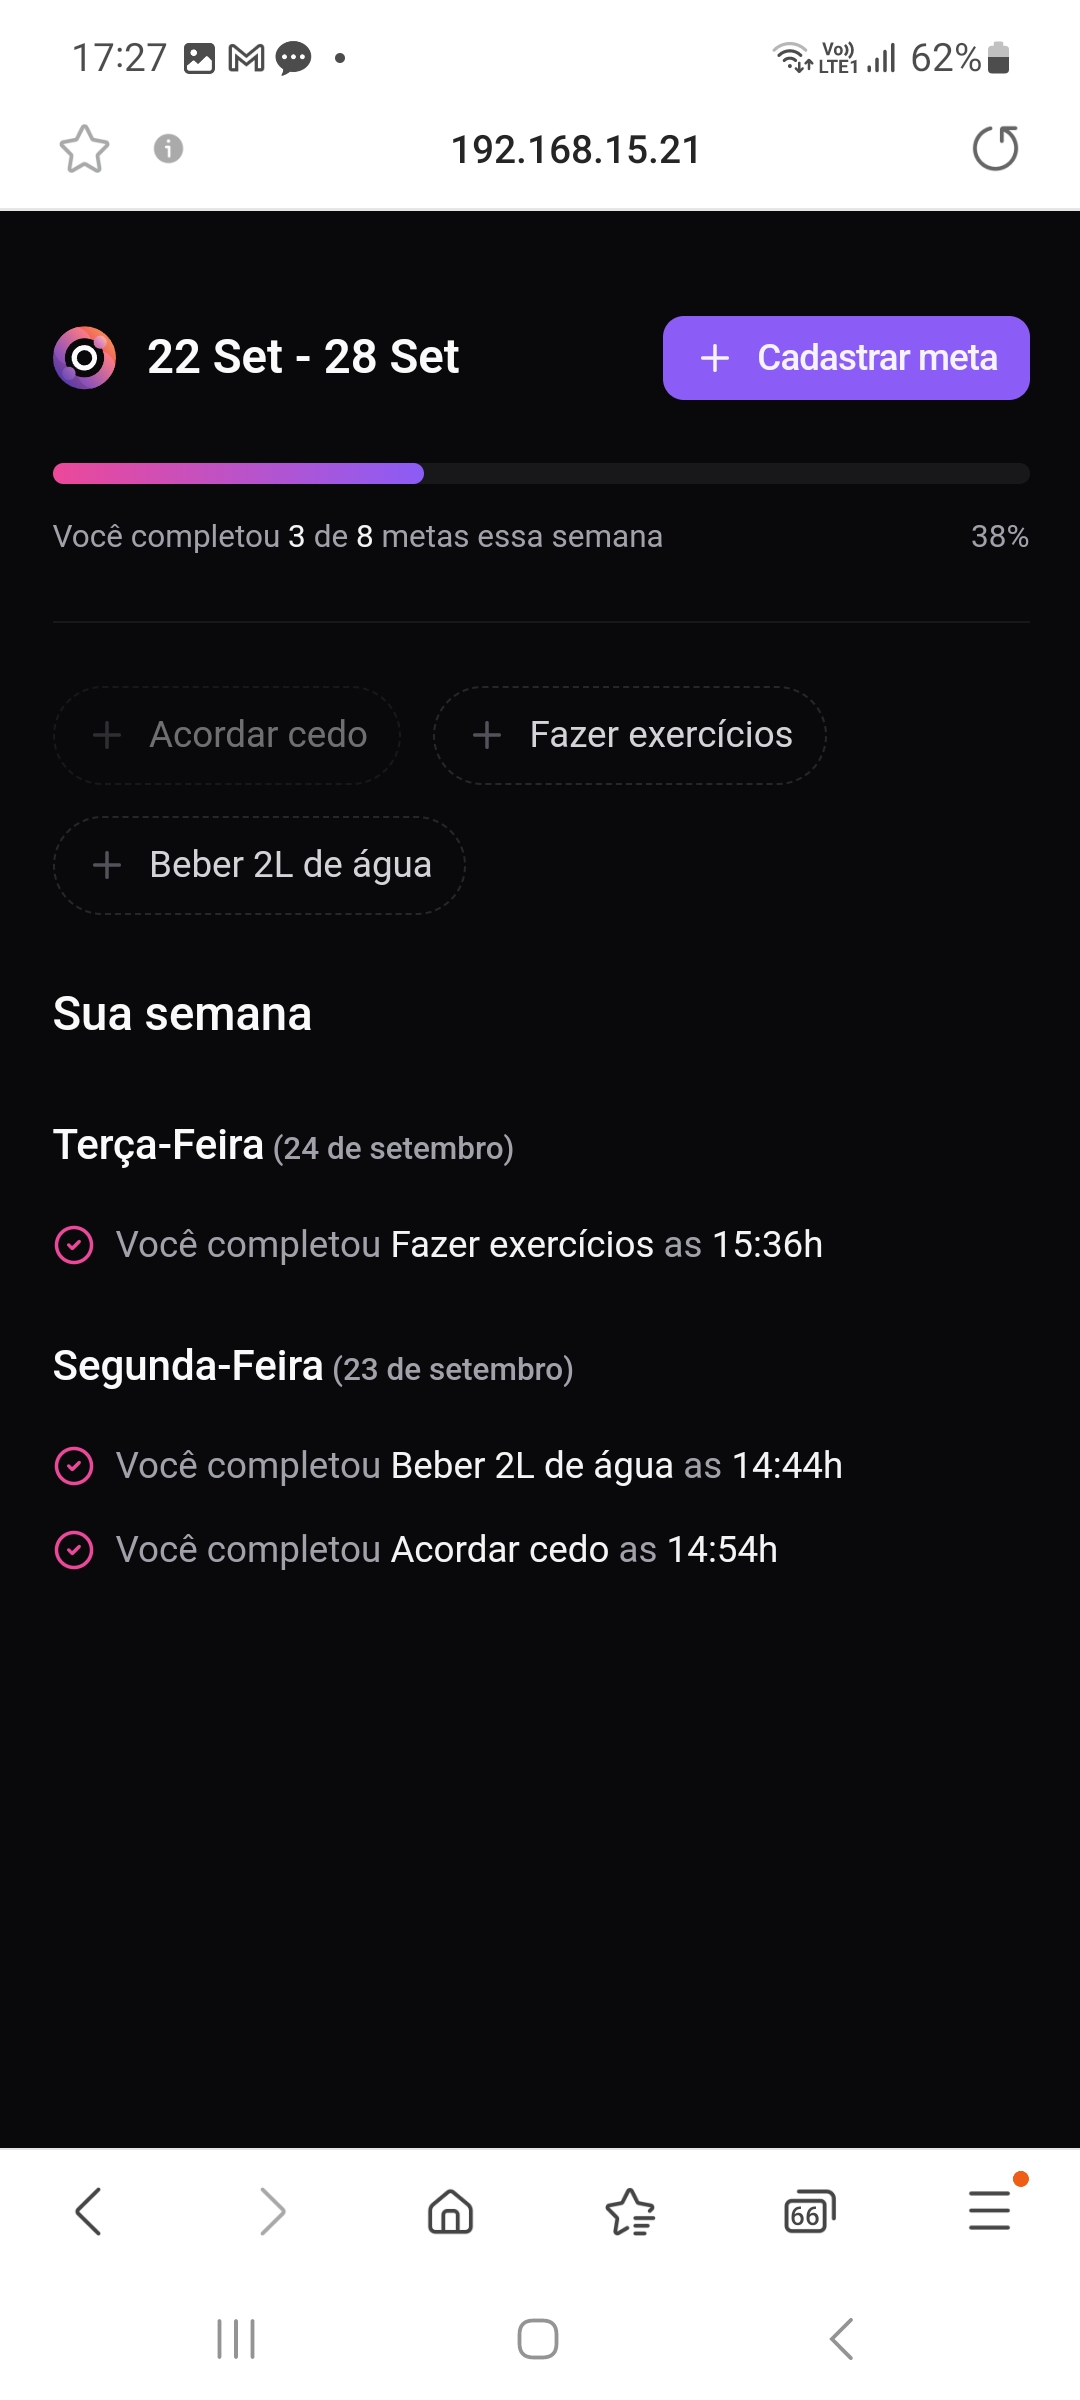 17:27 Vo)) LTE1 62%
192.168.15.21
22 Set - 28 Set
Cadastrar meta
Você completou 3 de 8 metas essa semana 38%
Acordar cedo
Fazer exercícios
Beber 2L de água
Sua semana
Terça-Feira (24 de setembro)
Você completou Fazer exercícios as 15:36h
Segunda-Feira (23 de setembro)
Você completou Beber 2L de água as 14:44h
Você completou Acordar cedo as 14:54h
66